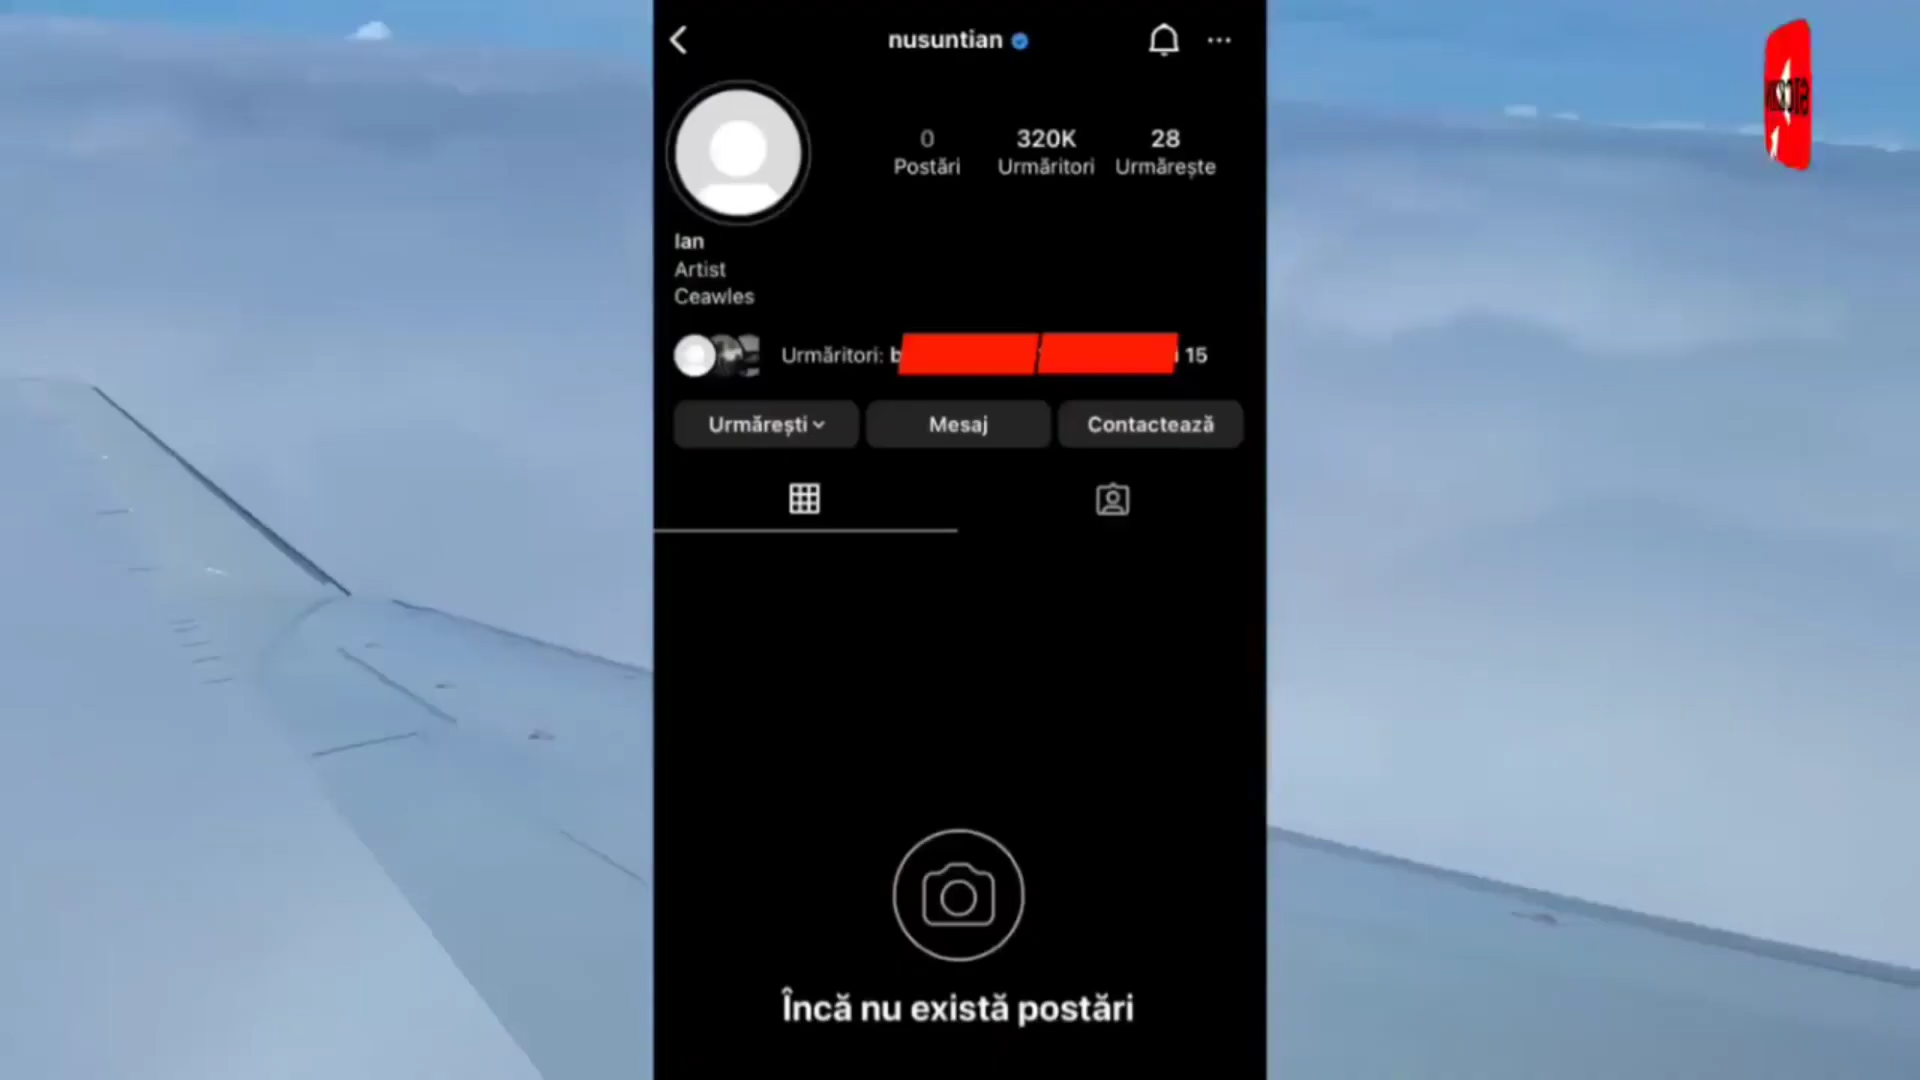 nusuntian
0
320K
28
Postări
Urmăritori
Urmărește
Ian
Artist
Ceawles
Urmăritori: b
15
Urmărești
Mesaj
Contactează
Încă nu există postări